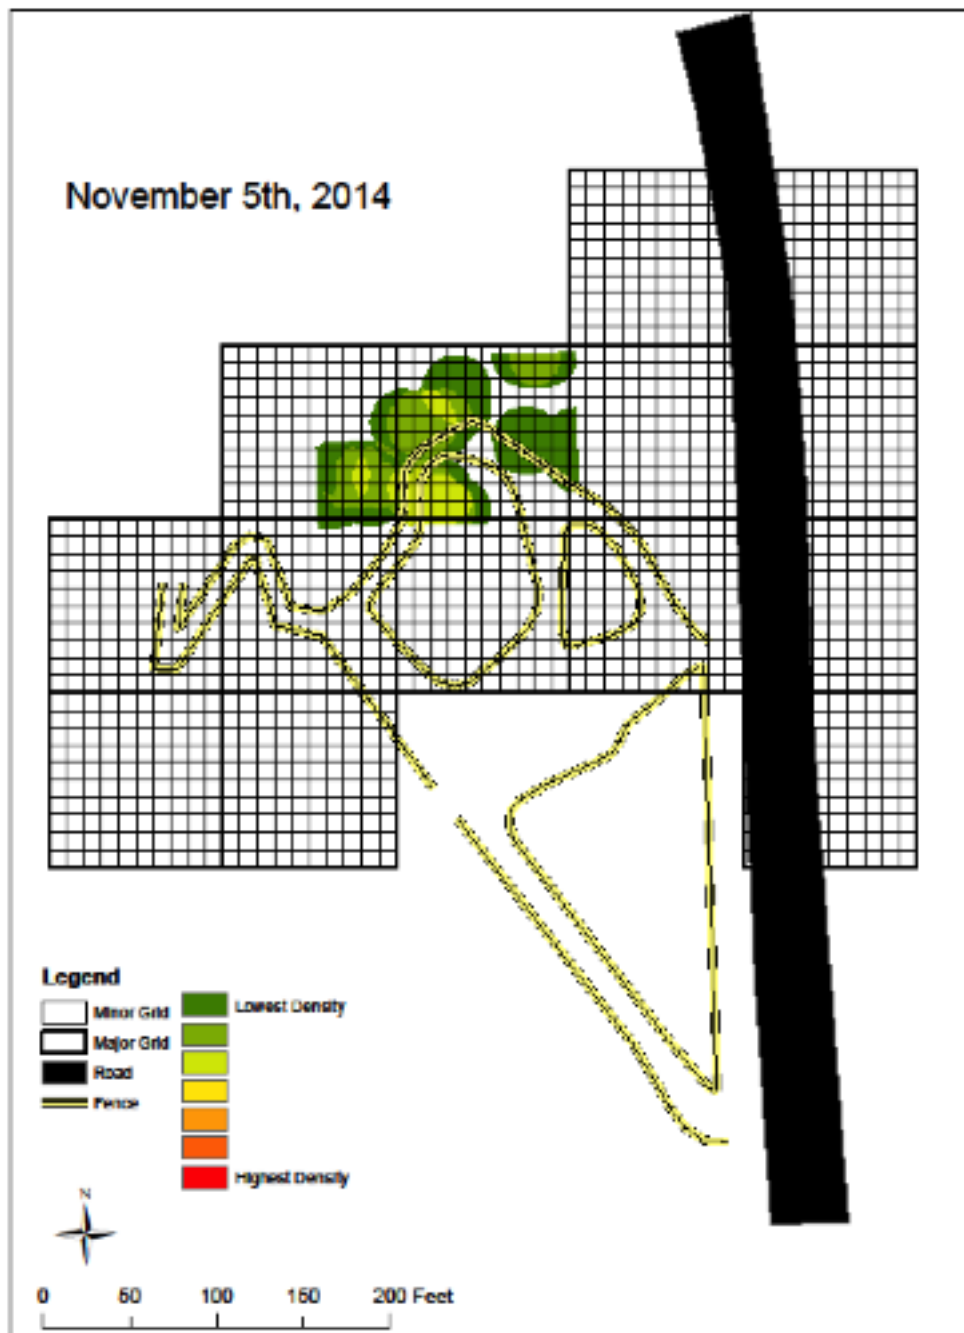 November 5th, 2014
Legend
Minor Grid
Major Grid
Road
Fence
Lowest Density
Highest Density
N
0 50 100 150 200 Feet